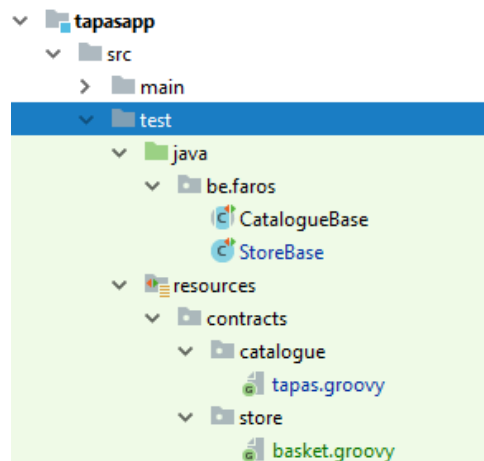 tapasapp
src
main
test
java
be.faros
CatalogueBase
StoreBase
resources
contracts
catalogue
tapas.groovy
store
basket.groovy